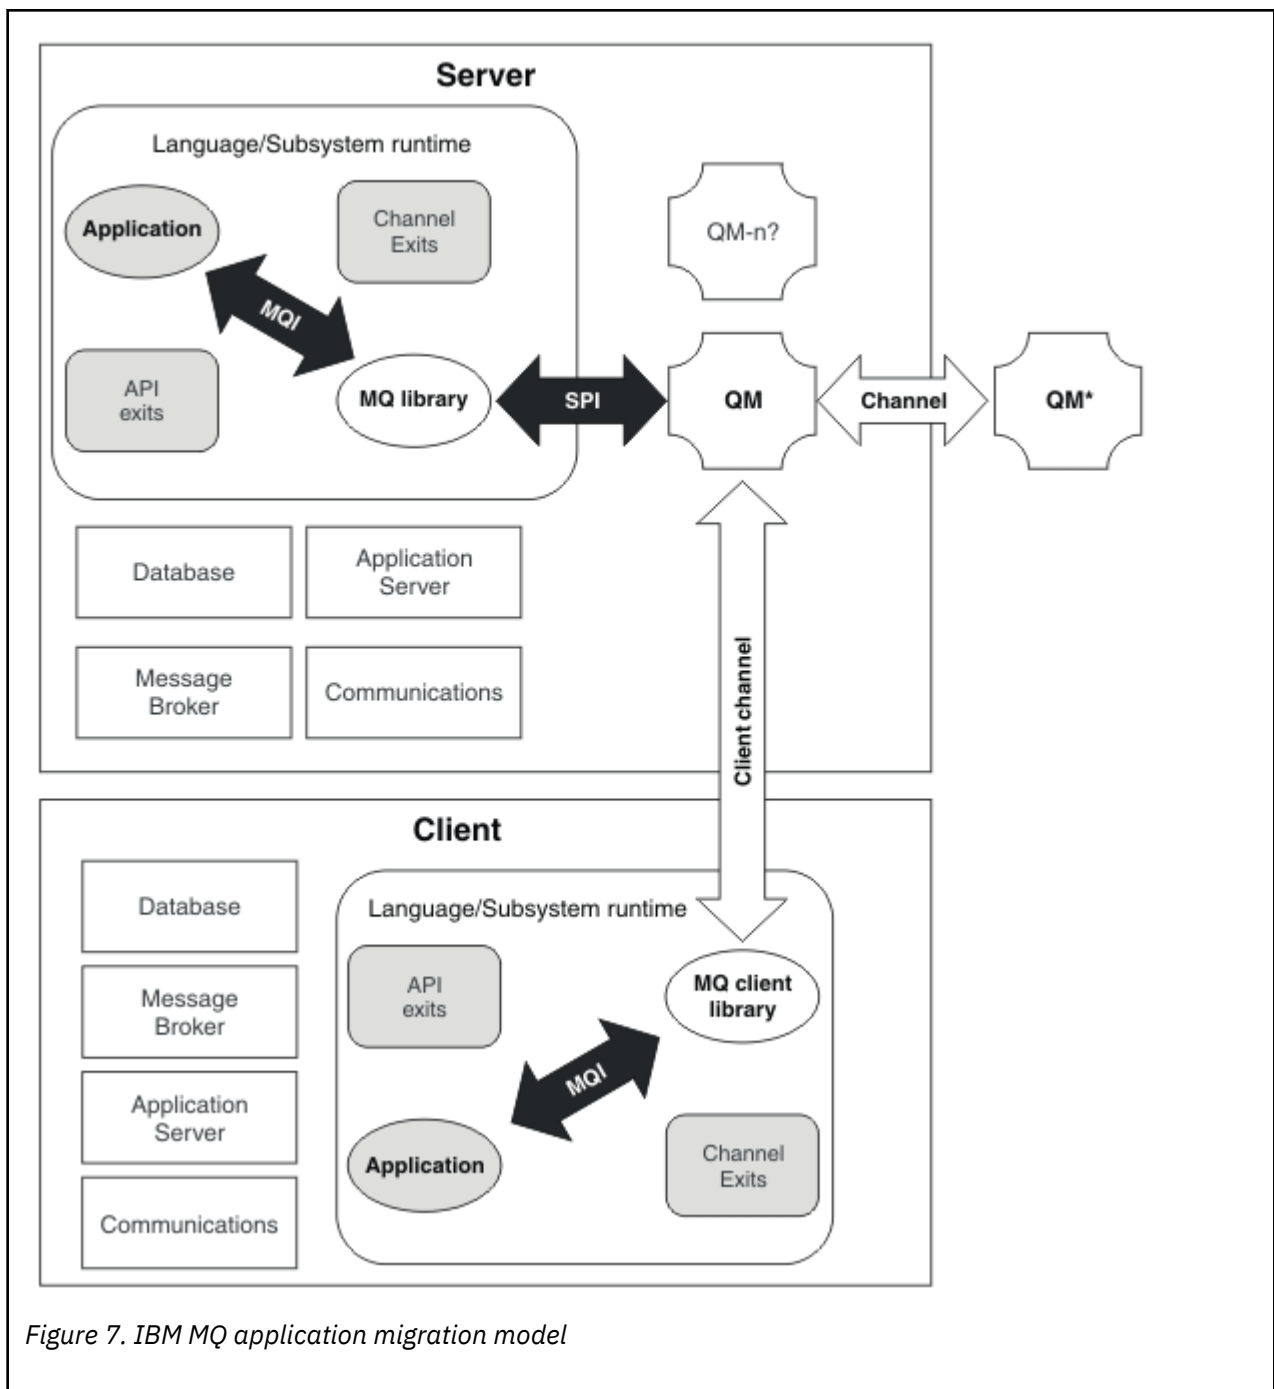 Server
Language/Subsystem runtime
Application
Channel
Exits
MQI
API
exits
MQ library
SPI
QM-n?
QM
Channel
QM*
Database
Application
Server
Message
Broker
Communications
Client channel
Client
Language/Subsystem runtime
Database
Message
Broker
Application
Server
Communications
API
exits
MQ client
library
MQI
Application
Channel
Exits
Figure 7. IBM MQ application migration model